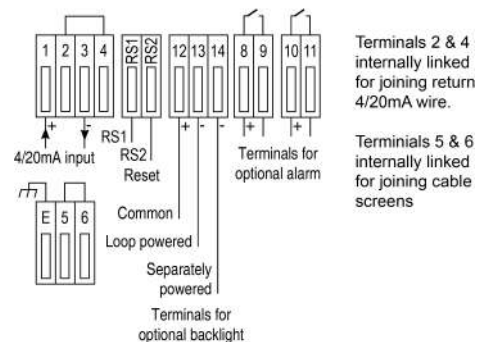 1 2 3 4 RS1 RS2 12 13 14 8 9 10 11
+ - + - - + - + -
RS1
4/20mA input
RS2
Reset
Terminals for
optional alarm
E 5 6
Common
Loop powered
Separately
powered
Terminals for
optional backlight
Terminals 2 & 4
internally linked
for joining return
4/20mA wire.
Terminials 5 & 6
internally linked
for joining cable
screens